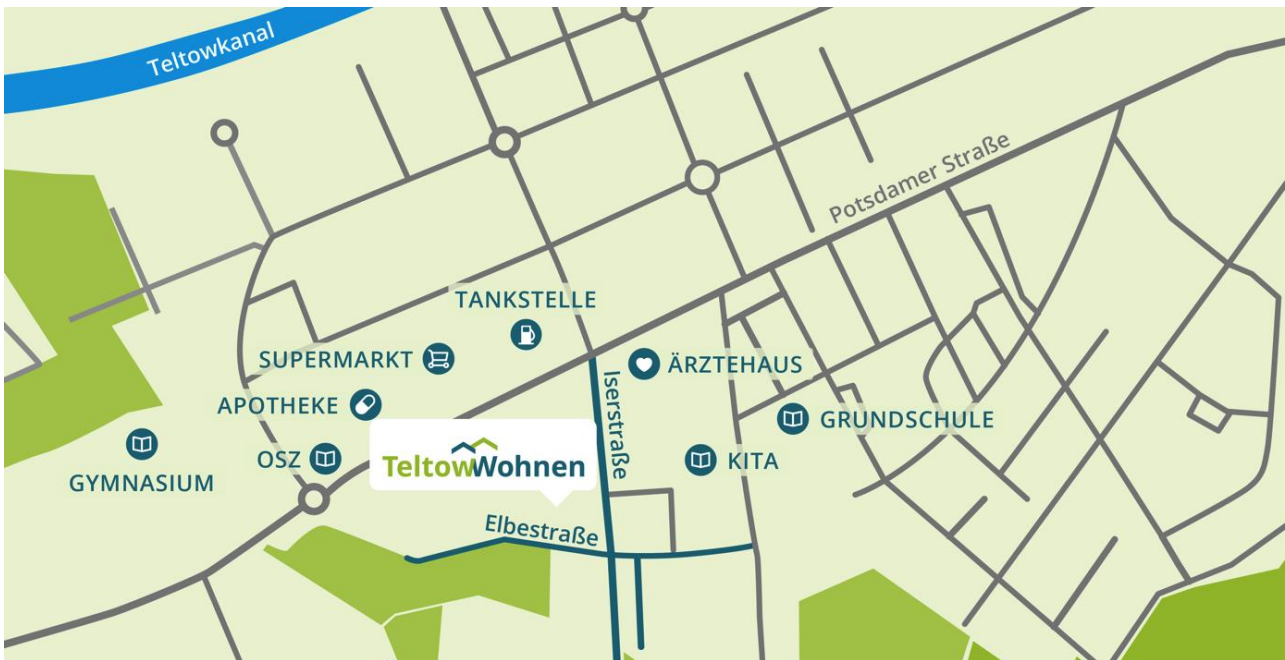 Teltowkanal
Potsdamer Straße
TANKSTELLE
SUPERMARKT
ÄRZTEHAUS
Iserstraße
APOTHEKE
GRUNDSCHULE
OSZ
TeltowWohnen
KITA
GYMNASIUM
Elbestraße